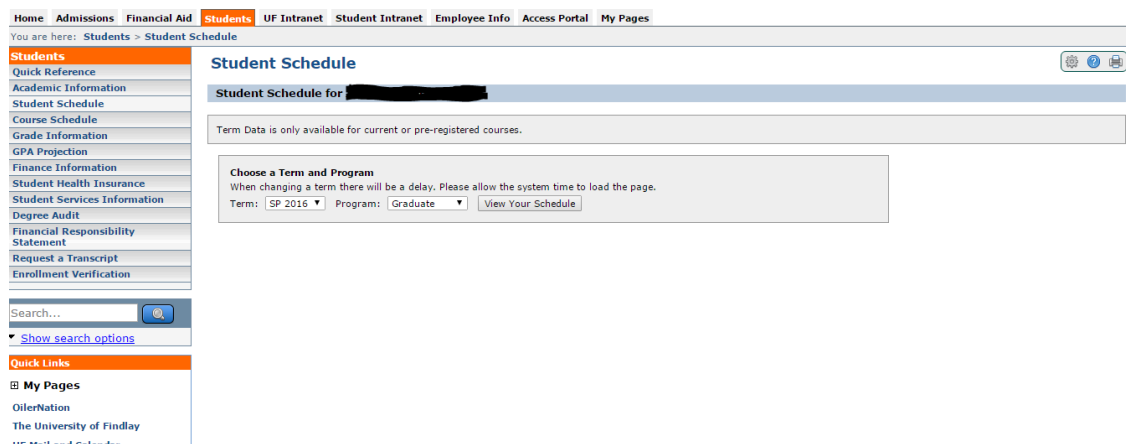 Home Admissions Financial Aid Students UF Intranet Student Intranet Employee Info Access Portal My Pages
You are here: Students > Student Schedule
Students
Quick Reference
Academic Information
Student Schedule
Course Schedule
Grade Information
GPA Projection
Finance Information
Student Health Insurance
Student Services Information
Degree Audit
Financial Responsibility
Statement
Request a Transcript
Enrollment Verification
Search...
Show search options
Quick Links
My Pages
OilerNation
The University of Findlay
UF Mail and Calendar
Student Schedule
Student Schedule for
Term Data is only available for current or pre-registered courses.
Choose a Term and Program
When changing a term there will be a delay. Please allow the system time to load the page.
Term: SP 2016 Program: Graduate View Your Schedule